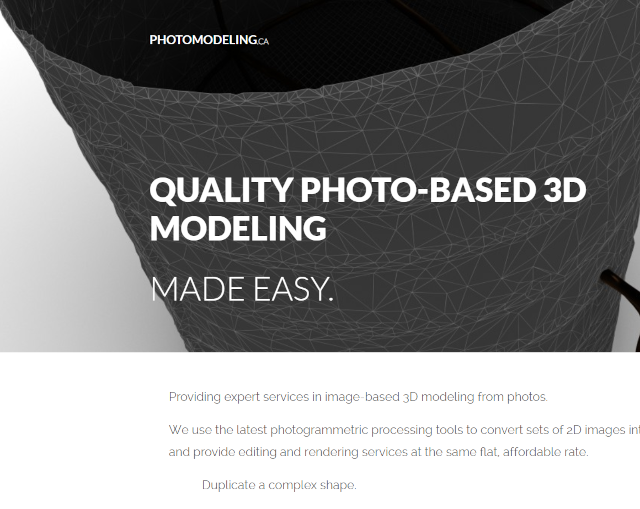 PHOTOMODELING.CA
QUALITY PHOTO-BASED 3D
MODELING
MADE EASY.
Providing expert services in image-based 3D modeling from photos.
We use the latest photogrammetric processing tools to convert sets of 2D images
and provide editing and rendering services at the same flat, affordable rate.
Duplicate a complex shape.